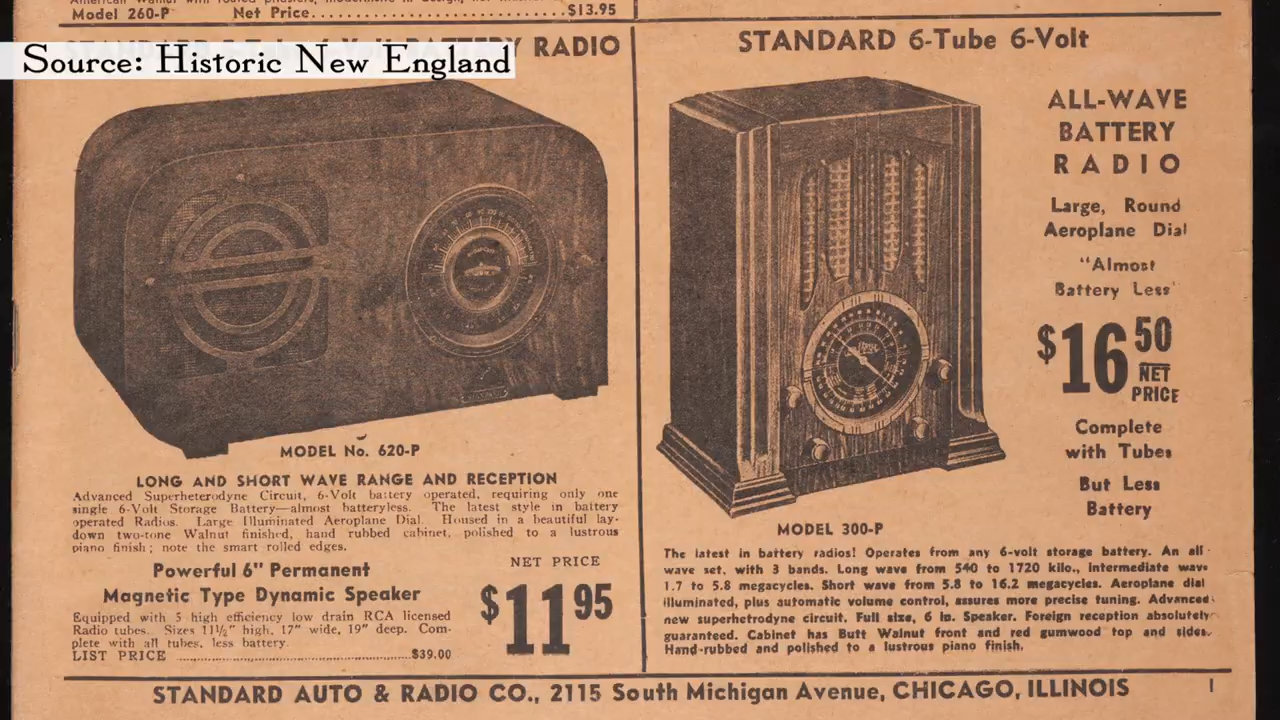 Model 260-P Net Price............................$13.95
Source: Historic New England
RADIO
MODEL No. 620-P
LONG AND SHORT WAVE RANGE AND RECEPTION
Advanced Superheterodyne Circuit, 6-Volt battery operated, requiring only one
single 6-Volt Storage Battery—almost batteryless. The latest style in battery
operated Radios. Large Illuminated Aeroplane Dial. Housed in a beautiful lay-
down two-tone Walnut finished, hand rubbed cabinet, polished to a lustrous
piano finish; note the smart rolled edges.
Powerful 6" Permanent
Magnetic Type Dynamic Speaker
Equipped with 5 high efficiency low drain RCA licensed
Radio tubes. Sizes 11½" high, 17" wide, 19" deep. Com-
plete with all tubes, less battery.
LIST PRICE ............................................$39.00
NET PRICE
$11 95
STANDARD 6-Tube 6-Volt
ALL-WAVE
BATTERY
RADIO
Large, Round
Aeroplane Dial
"Almost
Battery Less"
$16 50
NET
PRICE
Complete
with Tubes
But Less
Battery
MODEL 300-P
The latest in battery radios! Operates from any 6-volt storage battery. An all
wave set, with 3 bands. Long wave from 540 to 1720 kilo., intermediate wave
1.7 to 5.8 megacycles. Short wave from 5.8 to 16.2 megacycles. Aeroplane dial
illuminated, plus automatic volume control, assures more precise tuning. Advanced
new superhetrodyne circuit. Full size, 6 in. Speaker. Foreign reception absolutely
guaranteed. Cabinet has Butt Walnut front and red gumwood top and sides.
Hand-rubbed and polished to a lustrous piano finish.
STANDARD AUTO & RADIO CO., 2115 South Michigan Avenue, CHICAGO, ILLINOIS 1